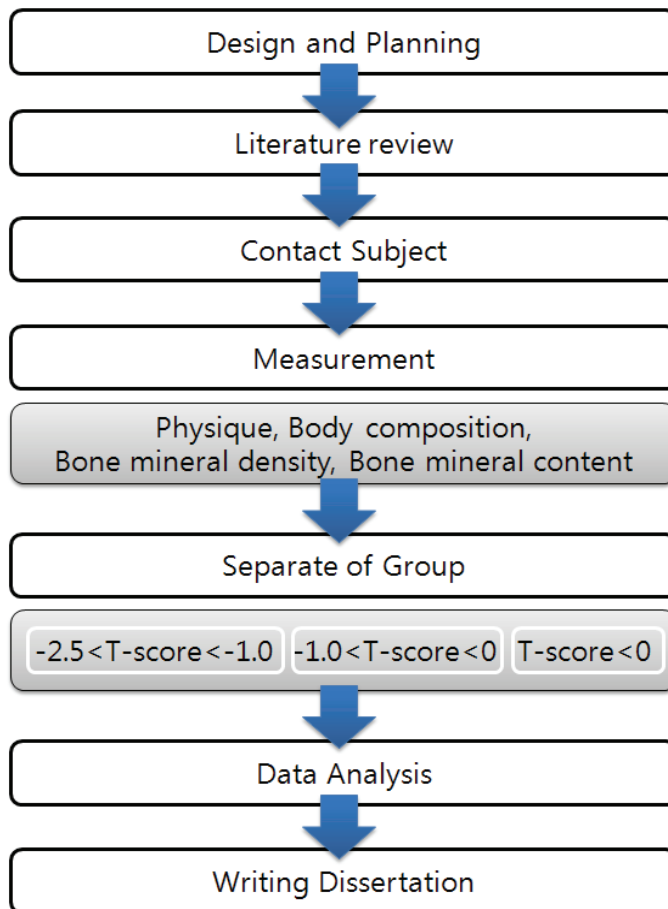 Design and Planning
Literature review
Contact Subject
Measurement
Physique, Body composition,
Bone mineral density, Bone mineral content
Separate of Group
-2.5<T-score<-1.0 -1.0<T-score<0 T-score<0
Data Analysis
Writing Dissertation